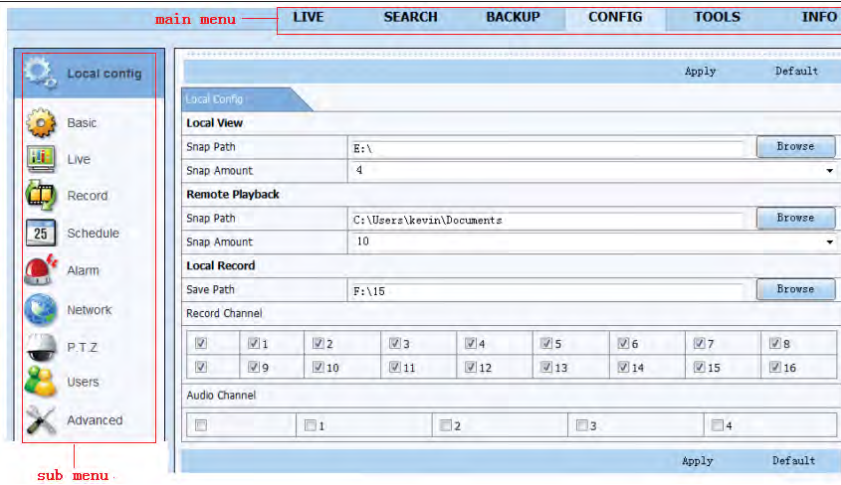 main menu LIVE SEARCH BACKUP CONFIG TOOLS INFO
Local config
Basic
Live
Record
25 Schedule
Alarm
Network
P.T.Z
Users
Advanced
sub menu
Apply Default
Local Config
Local View
Snap Path E:\ Browse
Snap Amount 4
Remote Playback
Snap Path C:\Users\kevin\Documents Browse
Snap Amount 10
Local Record
Save Path F:\15 Browse
Record Channel
1 2 3 4 5 6 7 8
9 10 11 12 13 14 15 16
Audio Channel
1 2 3 4
Apply Default